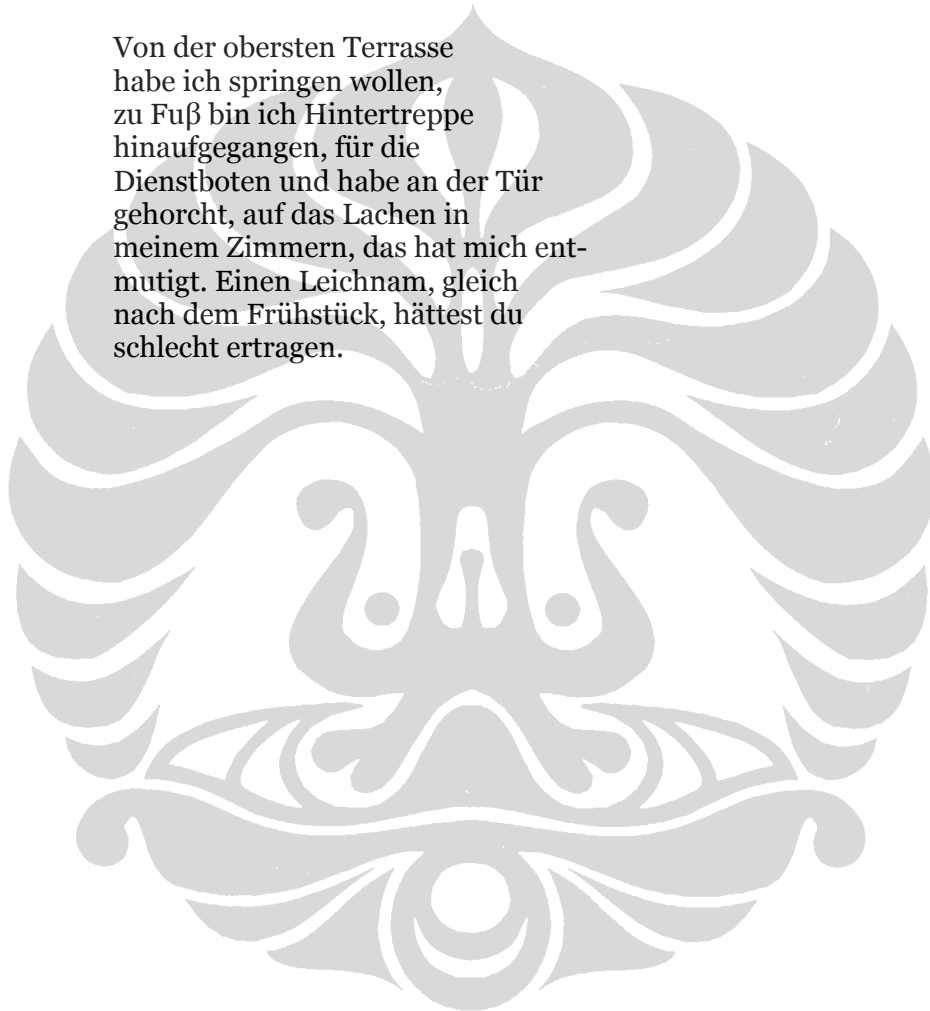 Von der obersten Terrasse
habe ich springen wollen,
zu Fuβ bin ich Hintertreppe
hinaufgegangen, für die
Dienstboten und habe an der Tür
gehorcht, auf das Lachen in
meinem Zimmern, das hat mich ent-
mutigt. Einen Leichnam, gleich
nach dem Frühstück, hättest du
schlecht ertragen.